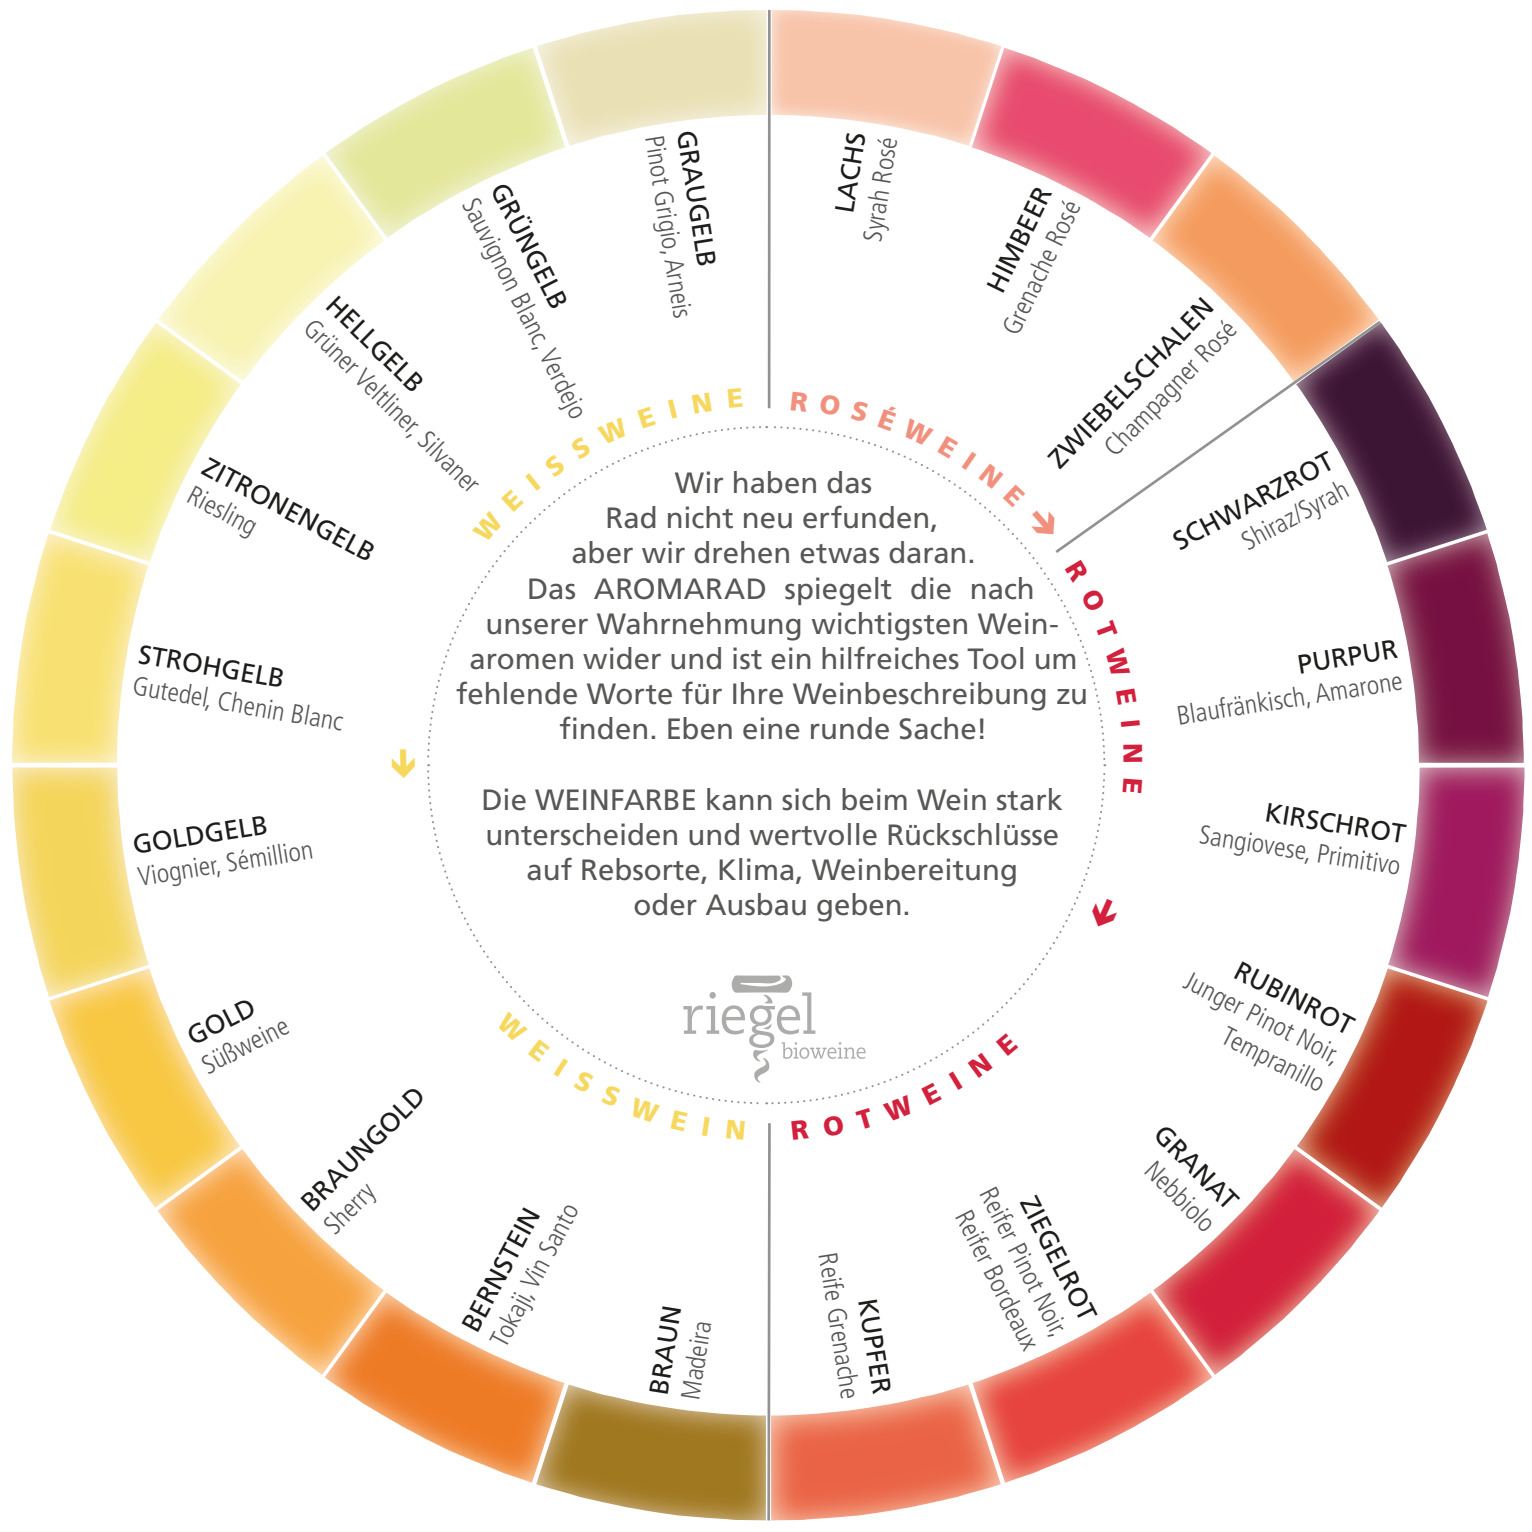 GRAUGELB
Pinot Grigio, Arneis
LACHS
Syrah Rosé
HIMBEER
Grenache Rosé
ZWIEBELSCHALEN
Champagner Rosé
SCHWARZROT
Shiraz/Syrah
PURPUR
Blaufränkisch, Amarone
KIRSCHROT
Sangiovese, Primitivo
RUBINROT
Junger Pinot Noir,
Tempranillo
GRANAT
Nebbiolo
ZIEGELROT
Reifer Pinot Noir,
Reifer Bordeaux
KUPFER
Reife Grenache
BRAUN
Madeira
BERNSTEIN
Tokaji, Vin Santo
BRAUNGOLD
Sherry
GOLD
Süßweine
GOLDGELB
Viognier, Sémillion
STROHGELB
Gutedel, Chenin Blanc
ZITRONENGELB
Riesling
HELLGELB
Grüner Veltliner, Silvaner
GRÜNGELB
Sauvignon Blanc, Verdejo
WEISSWEINE
ROSÉWEINE
ROTWEINE
Wir haben das
Rad nicht neu erfunden,
aber wir drehen etwas daran.
Das AROMARAD spiegelt die nach
unserer Wahrnehmung wichtigsten Wein-
aromen wider und ist ein hilfreiches Tool um
fehlende Worte für Ihre Weinbeschreibung zu
finden. Eben eine runde Sache!
Die WEINFARBE kann sich beim Wein stark
unterscheiden und wertvolle Rückschlüsse
auf Rebsorte, Klima, Weinbereitung
oder Ausbau geben.
riegel
bioweine
WEISSWEIN
ROTWEINE